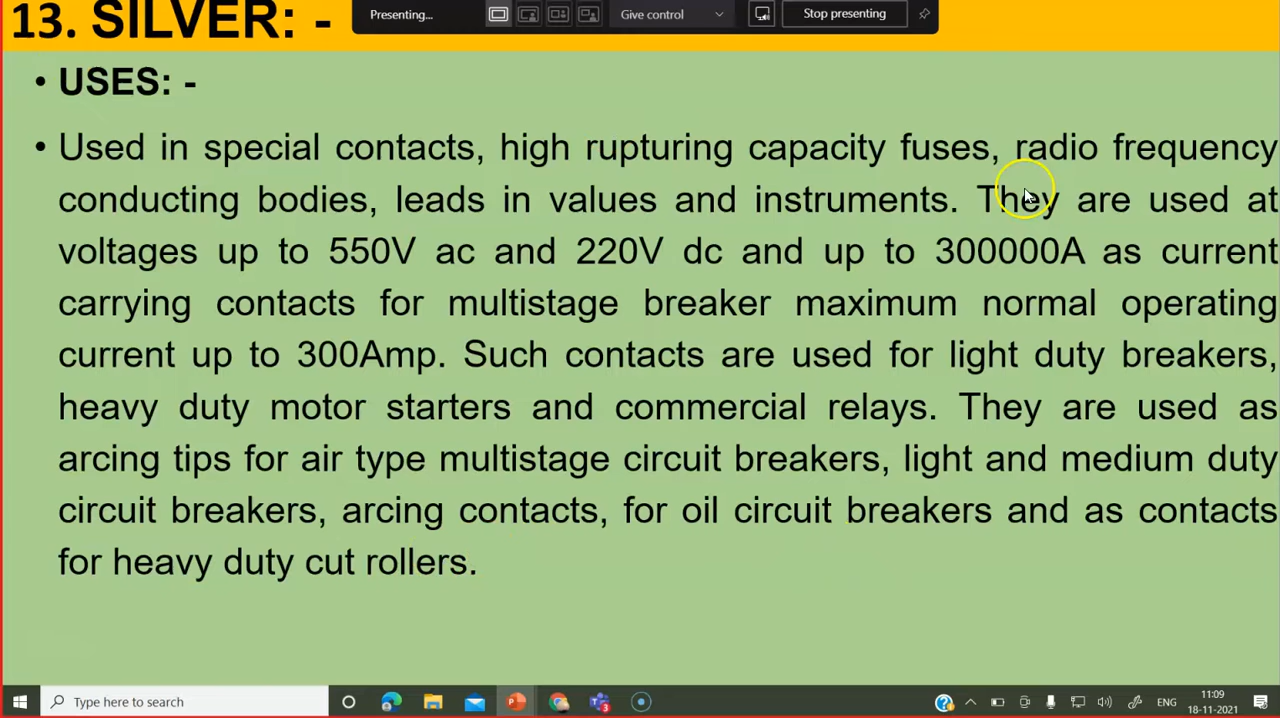 13. SILVER: -
Presenting...
Give control
Stop presenting
• USES: -
• Used in special contacts, high rupturing capacity fuses, radio frequency
conducting bodies, leads in values and instruments. They are used at
voltages up to 550V ac and 220V dc and up to 300000A as current
carrying contacts for multistage breaker maximum normal operating
current up to 300Amp. Such contacts are used for light duty breakers,
heavy duty motor starters and commercial relays. They are used as
arcing tips for air type multistage circuit breakers, light and medium duty
circuit breakers, arcing contacts, for oil circuit breakers and as contacts
for heavy duty cut rollers.
Type here to search
ENG
11:09
18-11-2021